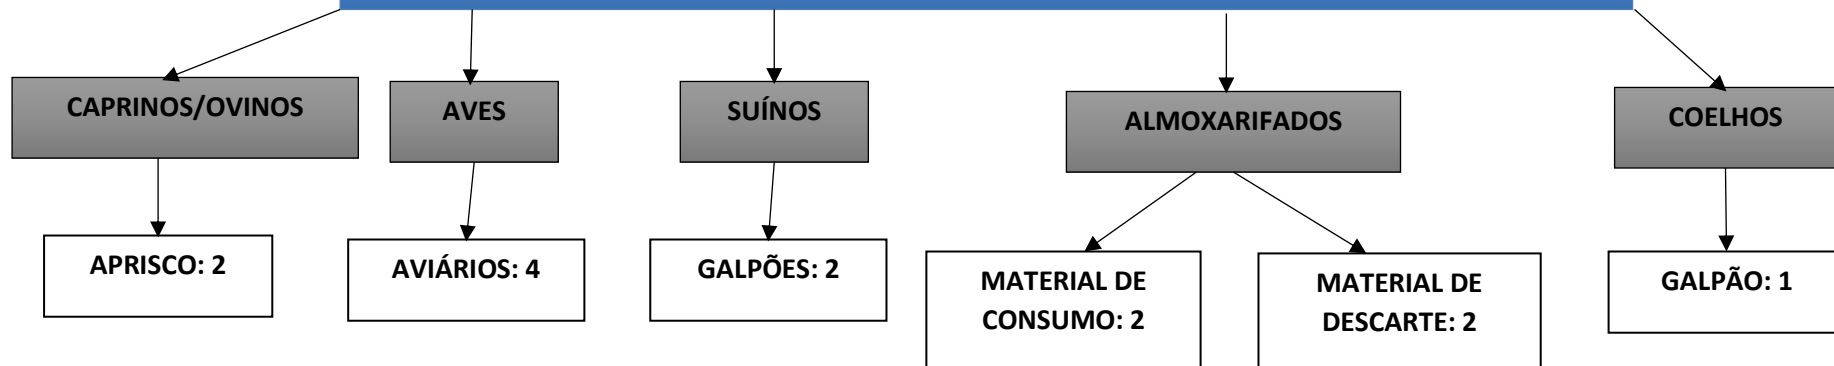 CAPRINOS/OVINOS
AVES
SUÍNOS
ALMOXARIFADOS
COELHOS
APRISCO: 2
AVIÁRIOS: 4
GALPÕES: 2
MATERIAL DE
CONSUMO: 2
MATERIAL DE
DESCARTE: 2
GALPÃO: 1